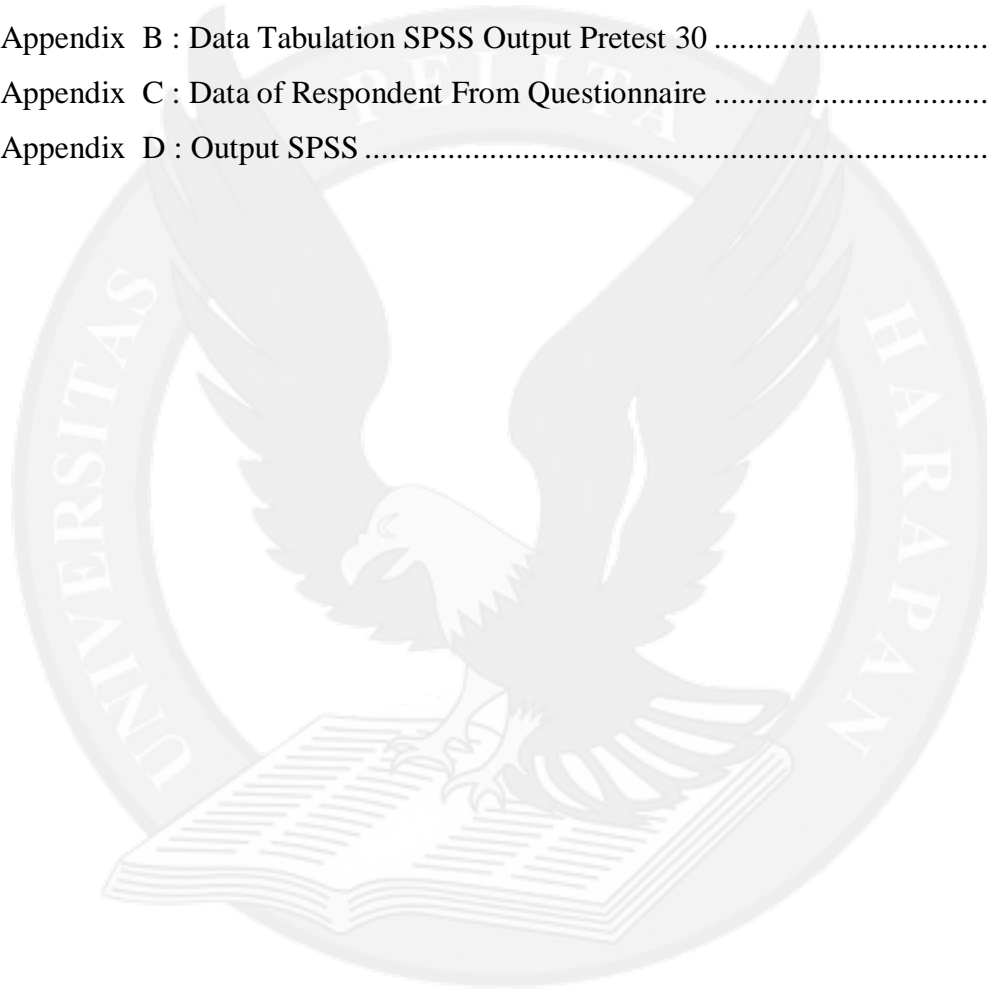 Appendix B : Data Tabulation SPSS Output Pretest 30 .................................
Appendix C : Data of Respondent From Questionnaire .................................
Appendix D : Output SPSS ...........................................................................
UNIVERSITAS PELITA HARAPAN